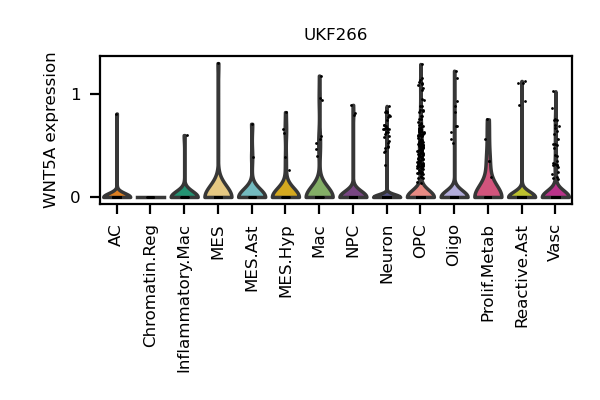 UKF266
WNT5A expression
1
0
AC
Chromatin.Reg
Inflammatory.Mac
MES
MES.Ast
MES.Hyp
Mac
NPC
Neuron
OPC
Oligo
Prolif.Metab
Reactive.Ast
Vasc